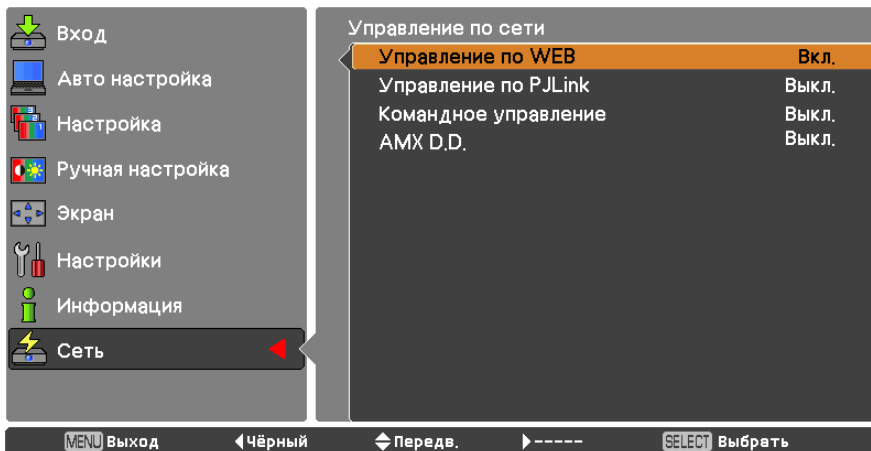 Вход
Авто настройка
Настройка
Ручная настройка
Экран
Настройки
Информация
Сеть
Управление по сети
Управление по WEB Вкл.
Управление по PJLink Выкл.
Командное управление Выкл.
AMX D.D. Выкл.
MENU Выход Чёрный Передв. ----- SELECT Выбрать